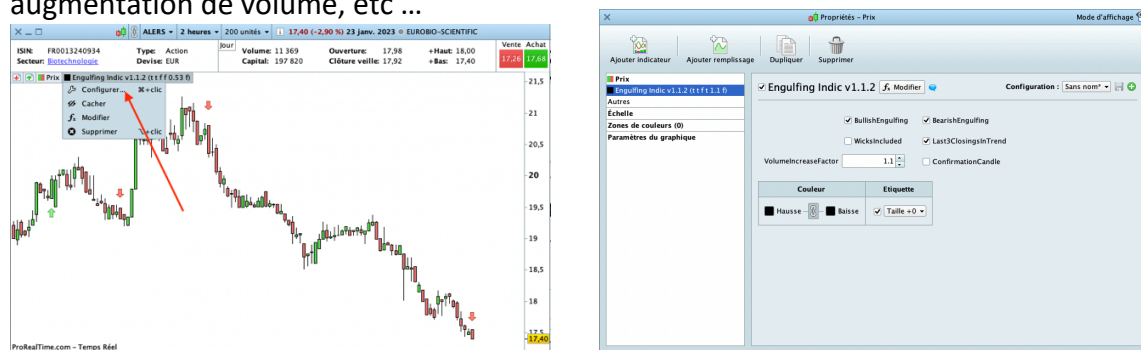 augmentation de volume, etc ...
ALERS 2 heures 200 unités 17,40 (-2,90 %) 23 janv. 2023 EUROBIO-SCIENTIFIC
ISIN: FR0013240934 Type: Action Jour Volume: 11 369 Ouverture: 17,98 +Haut: 18,00 Vente Achat
Secteur: Biotechnologie Devise: EUR Capital: 197 820 Clôture veille: 17,92 +Bas: 17,40 17,26 17,68
Prix Engulfing Indic v1.1.2 (t t f f 0.53 f)
Configurer... ⌘+clic
Cacher
Modifier
Supprimer ⌥+clic
21,5
21
20,5
20
19,5
19
18,5
18
17,5
17,40
ProRealTime.com – Temps Réel
Propriétés – Prix Mode d'affichage
Ajouter indicateur Ajouter remplissage Dupliquer Supprimer
Prix
Engulfing Indic v1.1.2 (t t f t 1.1 f)
Autres
Échelle
Zones de couleurs (0)
Paramètres du graphique
Engulfing Indic v1.1.2 Modifier Configuration : Sans nom*
BullishEngulfing BearishEngulfing
WicksIncluded Last3ClosingsInTrend
VolumeIncreaseFactor 1.1 ConfirmationCandle
Couleur Etiquette
Hausse Baisse Taille +0